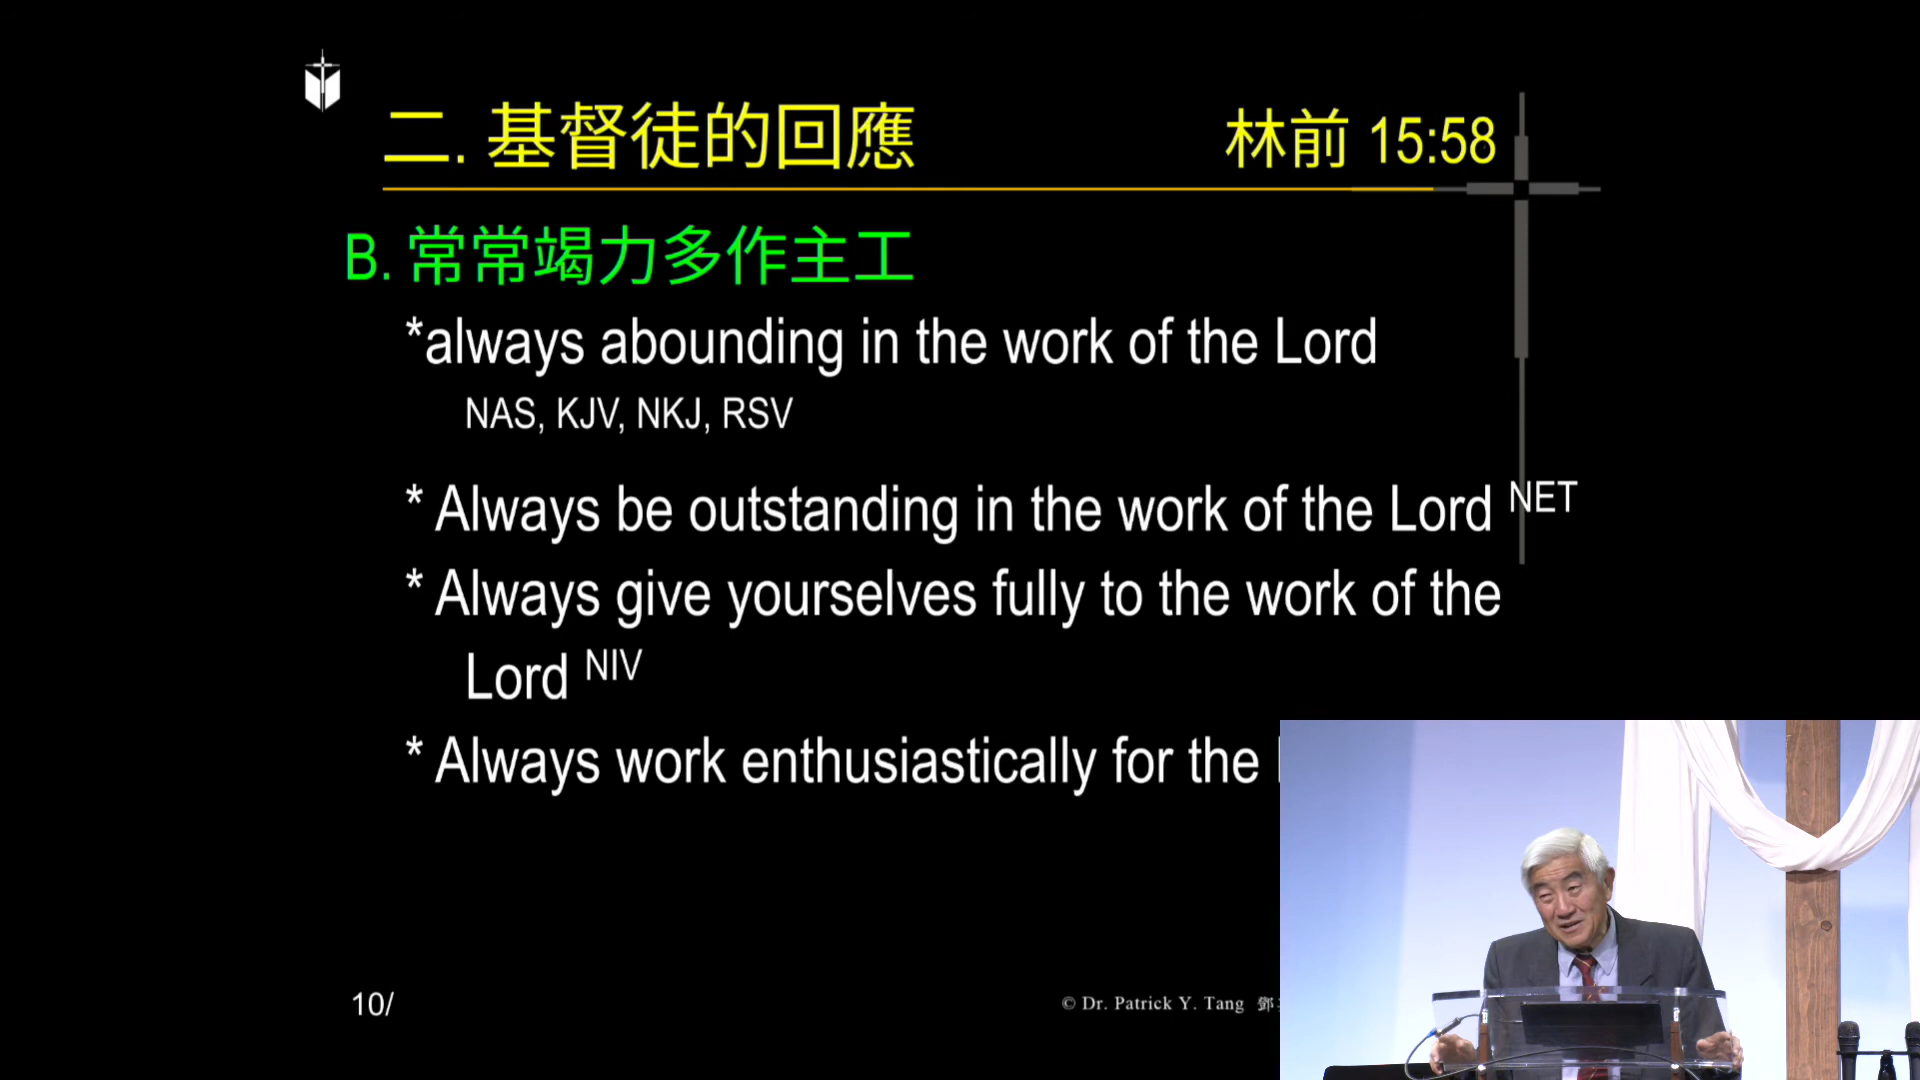 二. 基督徒的回應 林前 15:58
B. 常常竭力多作主工
*always abounding in the work of the Lord
NAS, KJV, NKJ, RSV
* Always be outstanding in the work of the Lord NET
* Always give yourselves fully to the work of the
Lord NIV
* Always work enthusiastically for the
10/ © Dr. Patrick Y. Tang 鄧